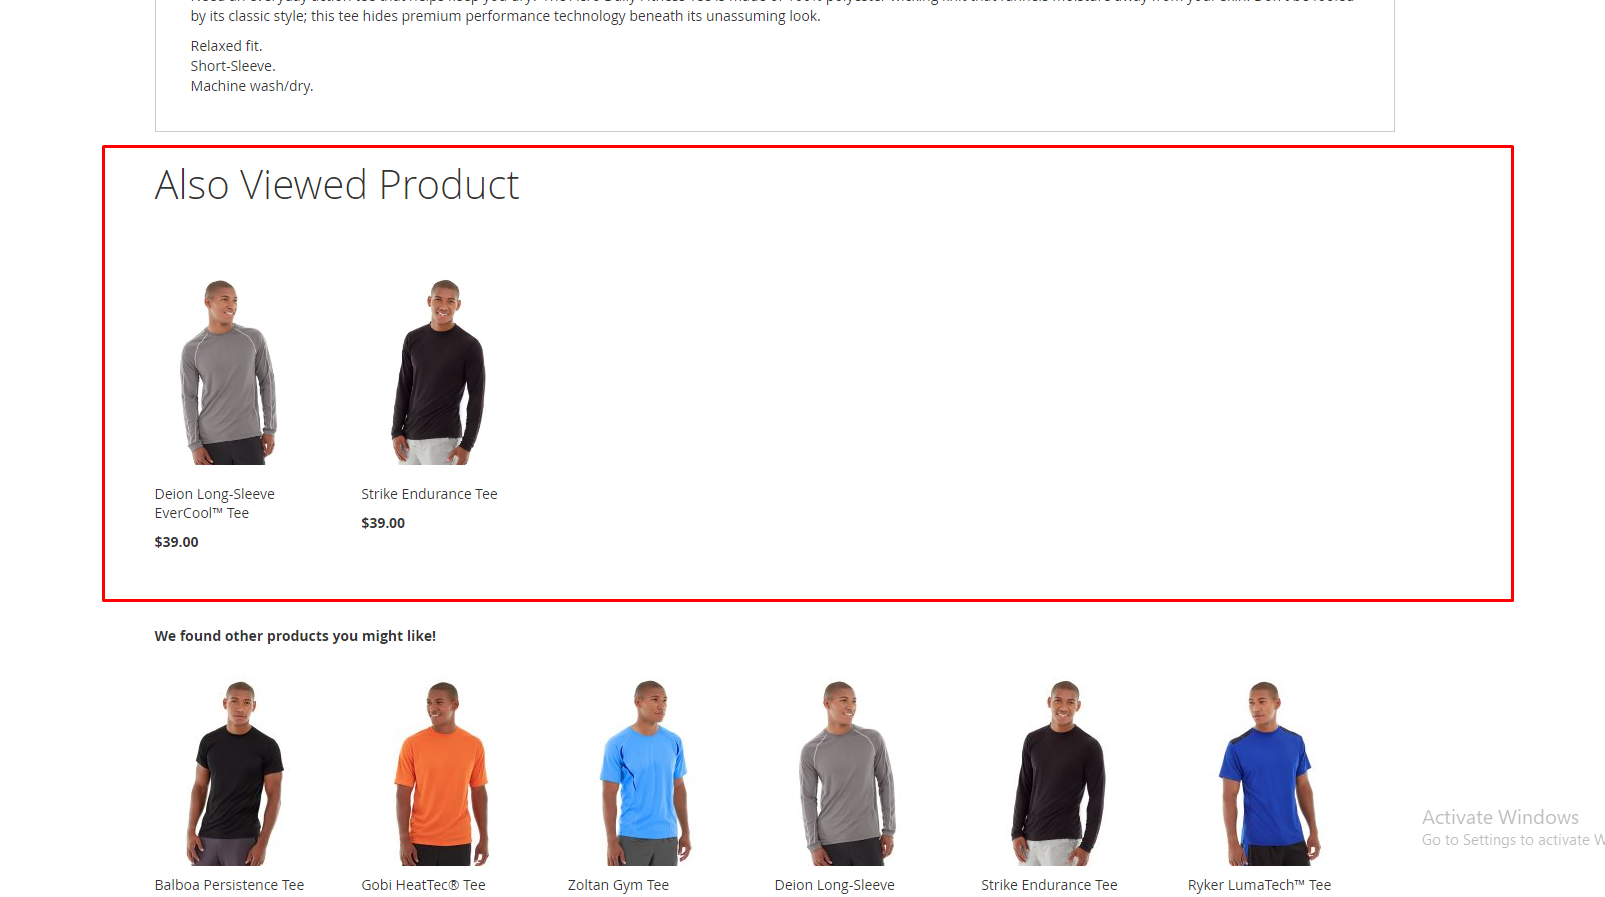 by its classic style; this tee hides premium performance technology beneath its unassuming look.
Relaxed fit.
Short-Sleeve.
Machine wash/dry.
Also Viewed Product
Deion Long-Sleeve
EverCool™ Tee
$39.00
Strike Endurance Tee
$39.00
We found other products you might like!
Balboa Persistence Tee
Gobi HeatTec® Tee
Zoltan Gym Tee
Deion Long-Sleeve
Strike Endurance Tee
Ryker LumaTech™ Tee
Activate Windows
Go to Settings to activate W